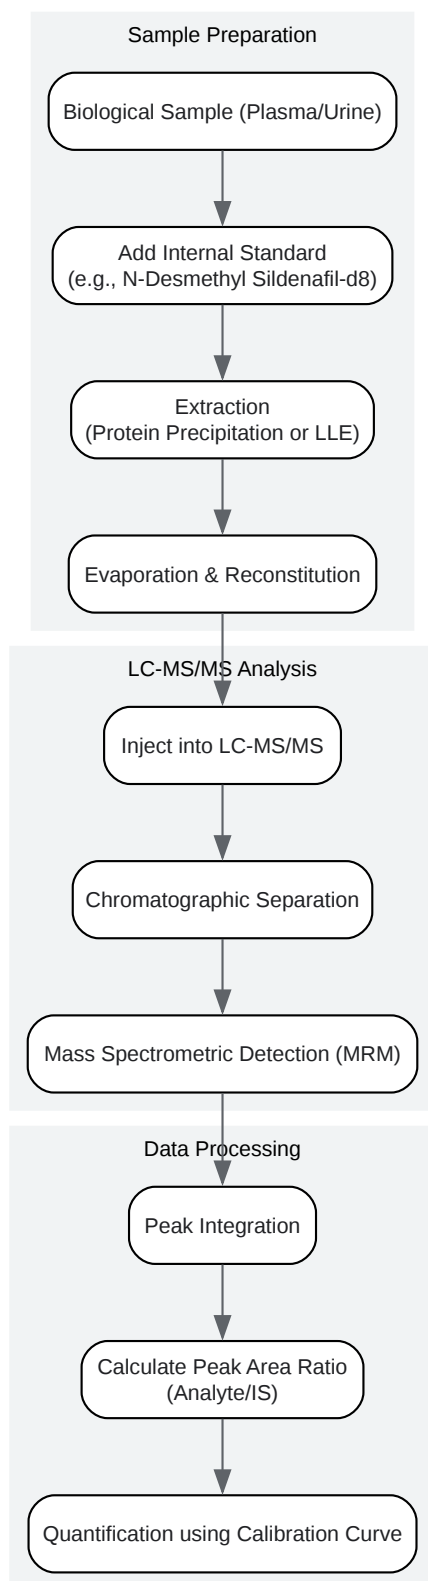 Sample Preparation
Biological Sample (Plasma/Urine)
Add Internal Standard
(e.g., N-Desmethyl Sildenafil-d8)
Extraction
(Protein Precipitation or LLE)
Evaporation & Reconstitution
LC-MS/MS Analysis
Inject into LC-MS/MS
Chromatographic Separation
Mass Spectrometric Detection (MRM)
Data Processing
Peak Integration
Calculate Peak Area Ratio
(Analyte/IS)
Quantification using Calibration Curve